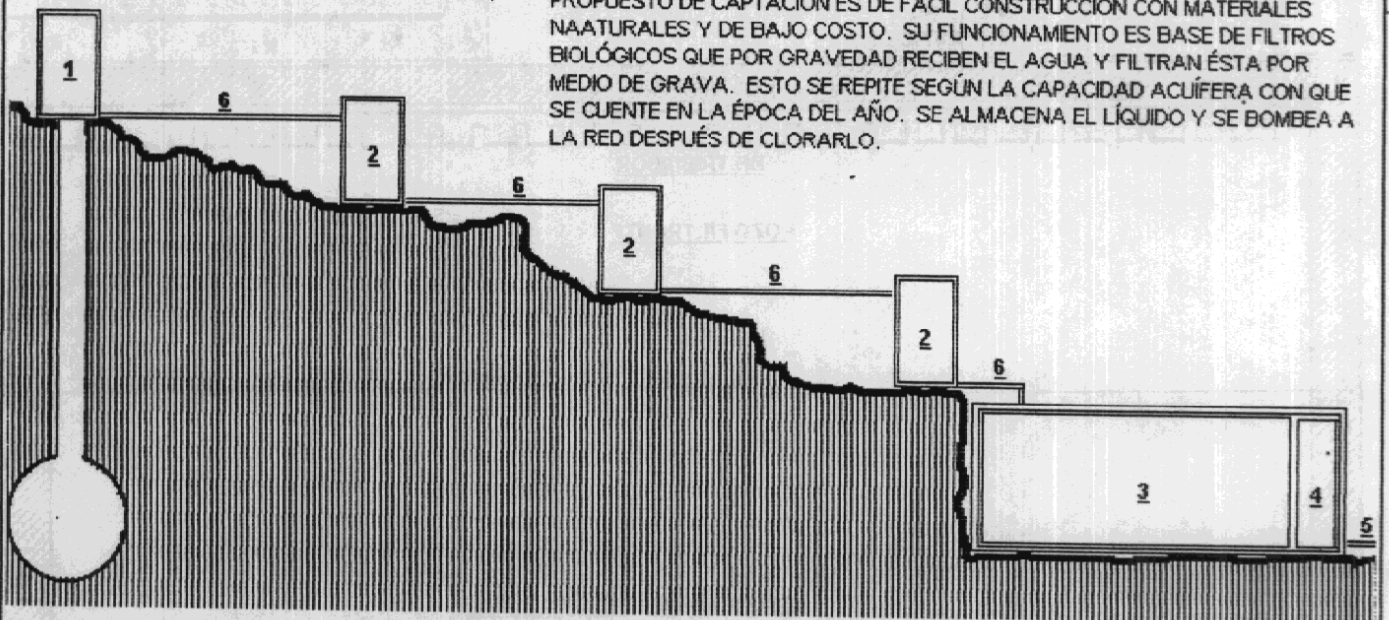 PROPUESTO DE CAPTACIÓN ES DE FÁCIL CONSTRUCCIÓN CON MATERIALES
NAATURALES Y DE BAJO COSTO. SU FUNCIONAMIENTO ES BASE DE FILTROS
BIOLÓGICOS QUE POR GRAVEDAD RECIBEN EL AGUA Y FILTRAN ÉSTA POR
MEDIO DE GRAVA. ESTO SE REPITE SEGÚN LA CAPACIDAD ACUÍFERA CON QUE
SE CUENTE EN LA ÉPOCA DEL AÑO. SE ALMACENA EL LÍQUIDO Y SE BOMBEA A
LA RED DESPUÉS DE CLORARLO.
1
6
2
6
2
6
2
6
3
4
5